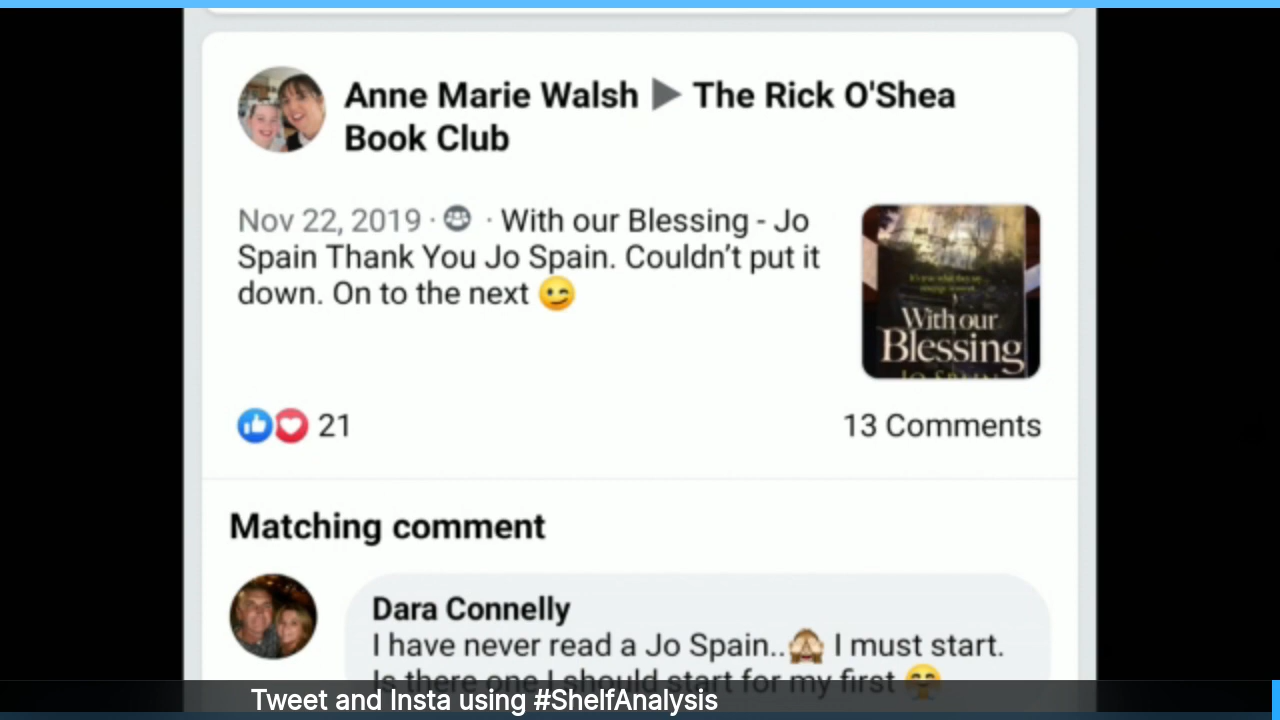 Anne Marie Walsh ▶ The Rick O'Shea
Book Club
Nov 22, 2019 · · With our Blessing - Jo
Spain Thank You Jo Spain. Couldn’t put it
down. On to the next 😉
With our
Blessing
JO SPAIN
21
13 Comments
Matching comment
Dara Connelly
I have never read a Jo Spain..🙈 I must start.
Is there one I should start for my first
Tweet and Insta using #ShelfAnalysis